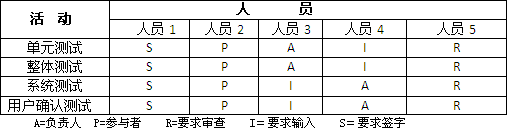 活 动 人 员
人员 1 人员 2 人员 3 人员 4 人员 5
单元测试 S P A I R
整体测试 S P A I R
系统测试 S P I A R
用户确认测试 S P I A R
A=负责人 P=参与者 R=要求审查 I=要求输入 S=要求签字